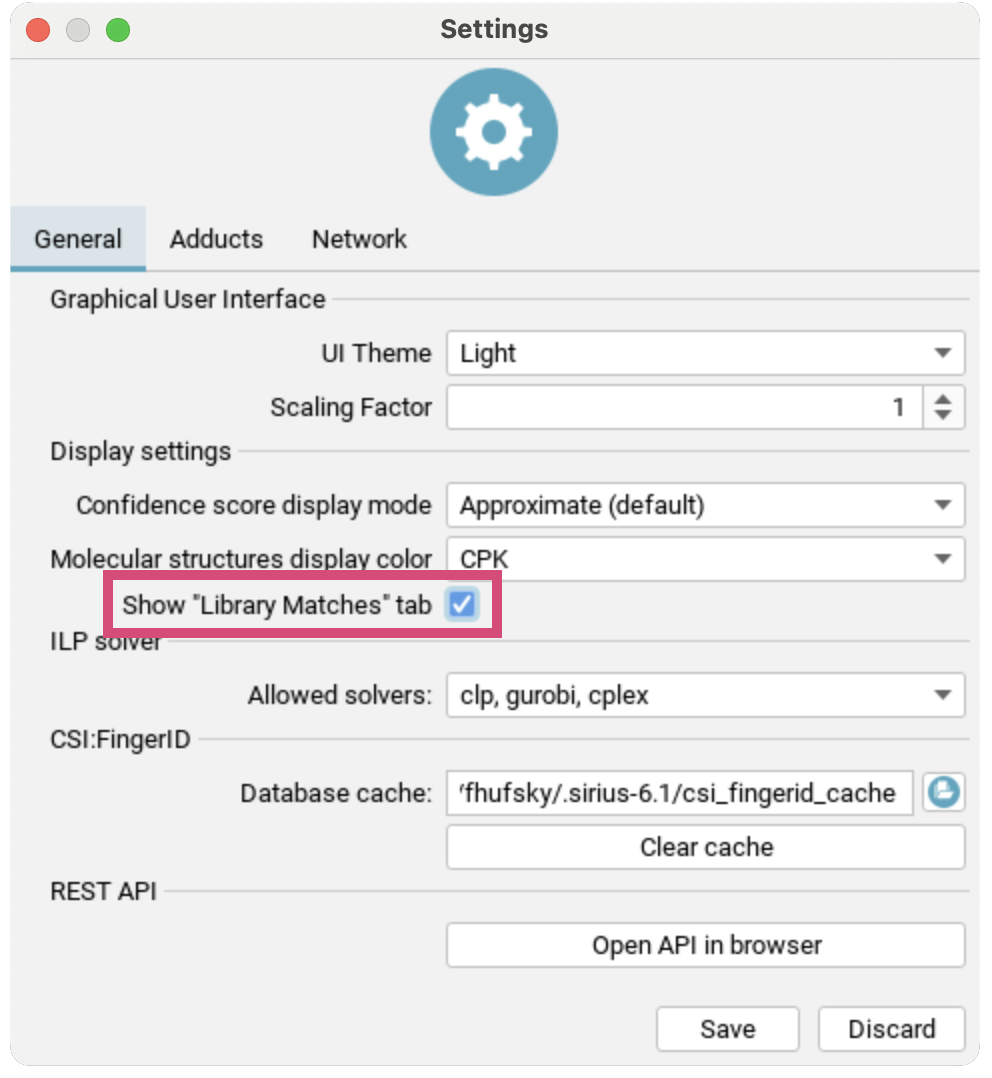 Settings
General Adducts Network
Graphical User Interface
UI Theme Light
Scaling Factor 1
Display settings
Confidence score display mode Approximate (default)
Molecular structures display color CPK
Show "Library Matches" tab
ILP solver
Allowed solvers: clp, gurobi, cplex
CSI:FingerID
Database cache: fhufsky/.sirius-6.1/csi_fingerid_cache
Clear cache
REST API
Open API in browser
Save Discard